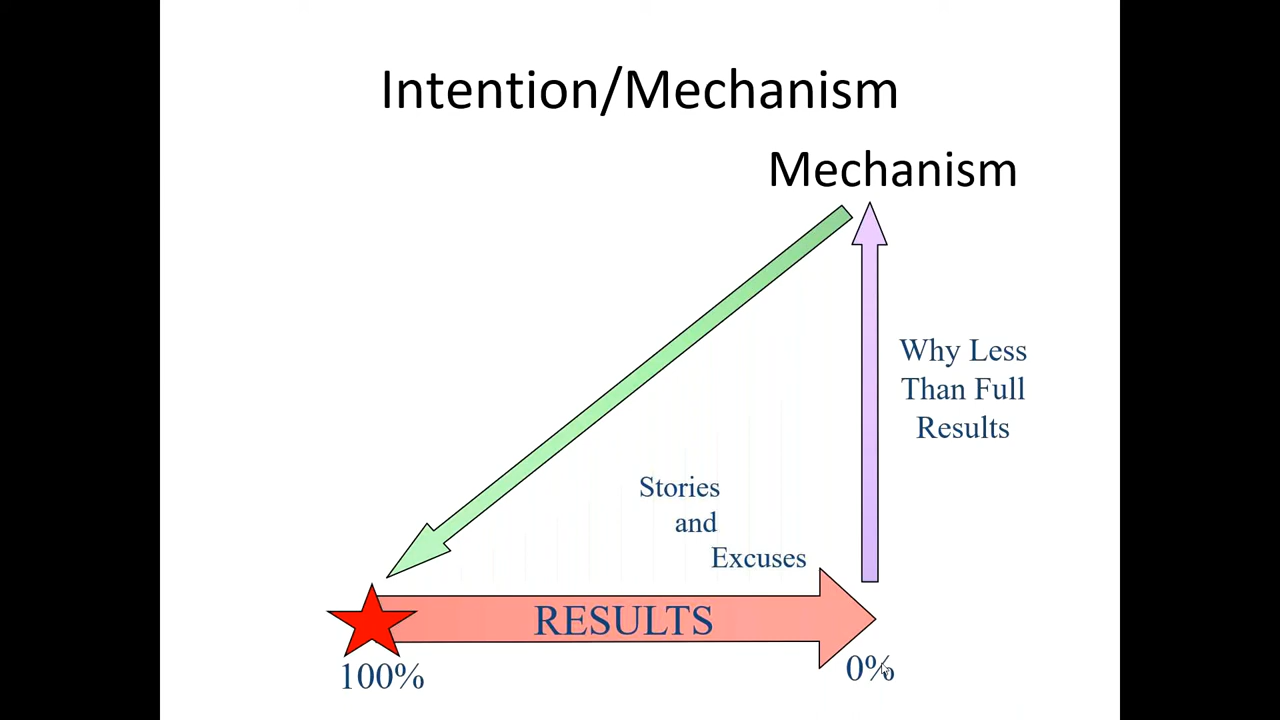 Intention/Mechanism
Mechanism
Why Less
Than Full
Results
Stories
and
Excuses
RESULTS
100%
0%